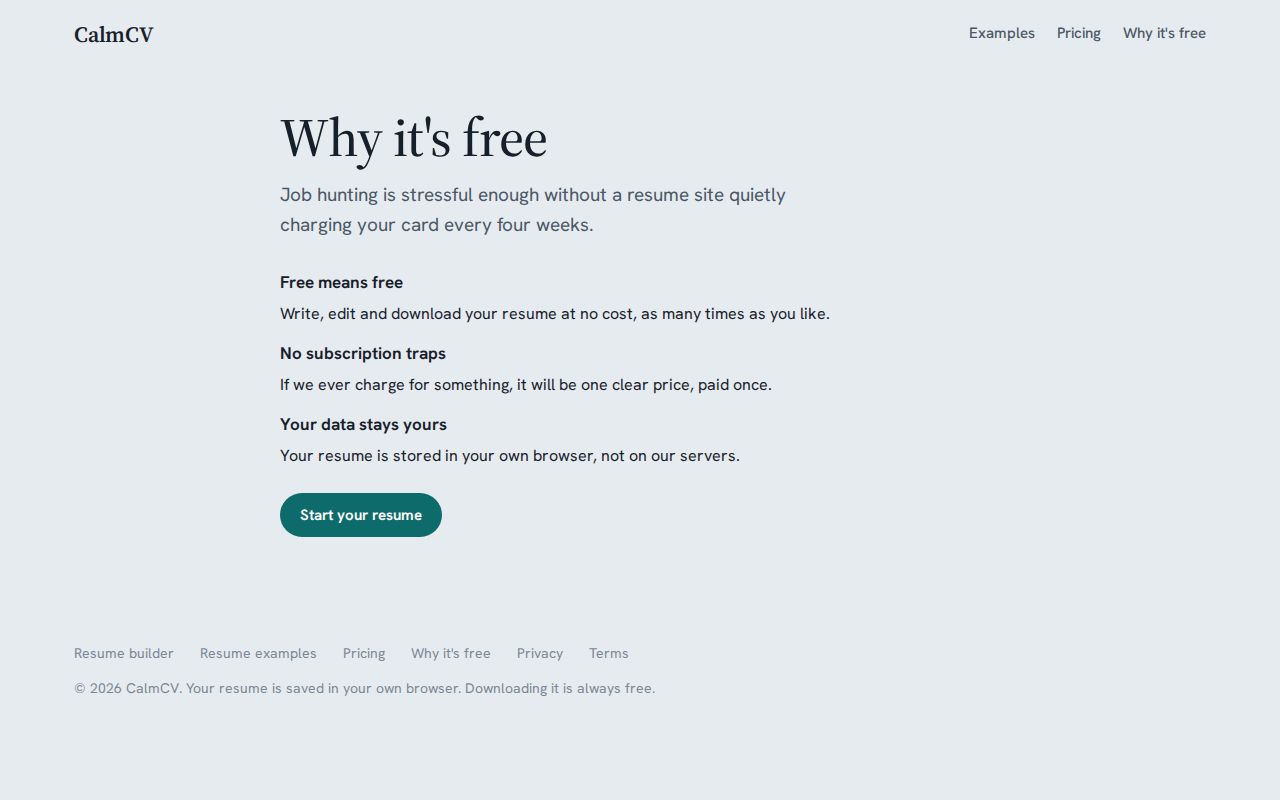 CalmCV
Examples Pricing Why it's free
Why it's free
Job hunting is stressful enough without a resume site quietly
charging your card every four weeks.
Free means free
Write, edit and download your resume at no cost, as many times as you like.
No subscription traps
If we ever charge for something, it will be one clear price, paid once.
Your data stays yours
Your resume is stored in your own browser, not on our servers.
Start your resume
Resume builder Resume examples Pricing Why it's free Privacy Terms
© 2026 CalmCV. Your resume is saved in your own browser. Downloading it is always free.